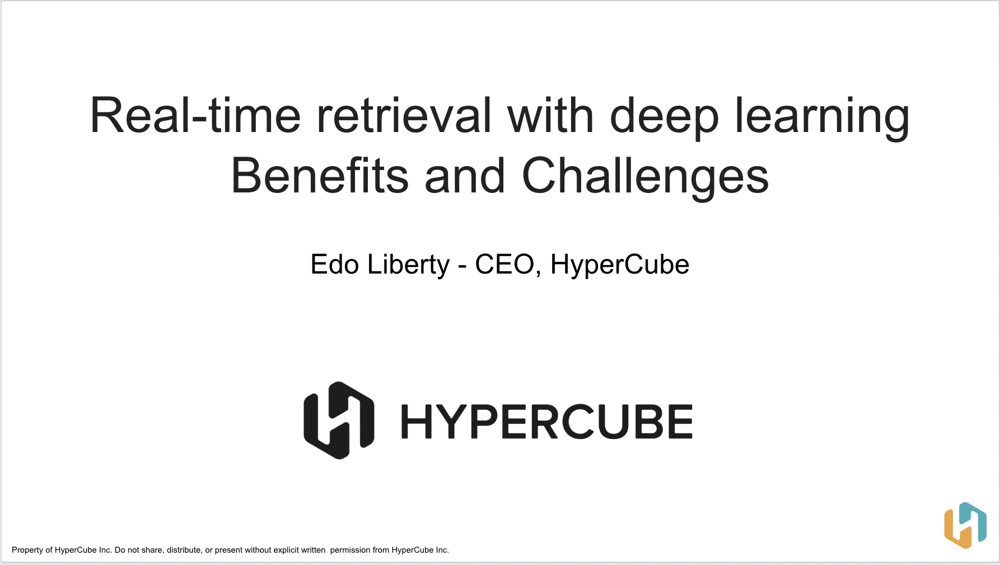 Real-time retrieval with deep learning
Benefits and Challenges
Edo Liberty - CEO, HyperCube
HYPERCUBE
Property of HyperCube Inc. Do not share, distribute, or present without explicit written  permission from HyperCube Inc.